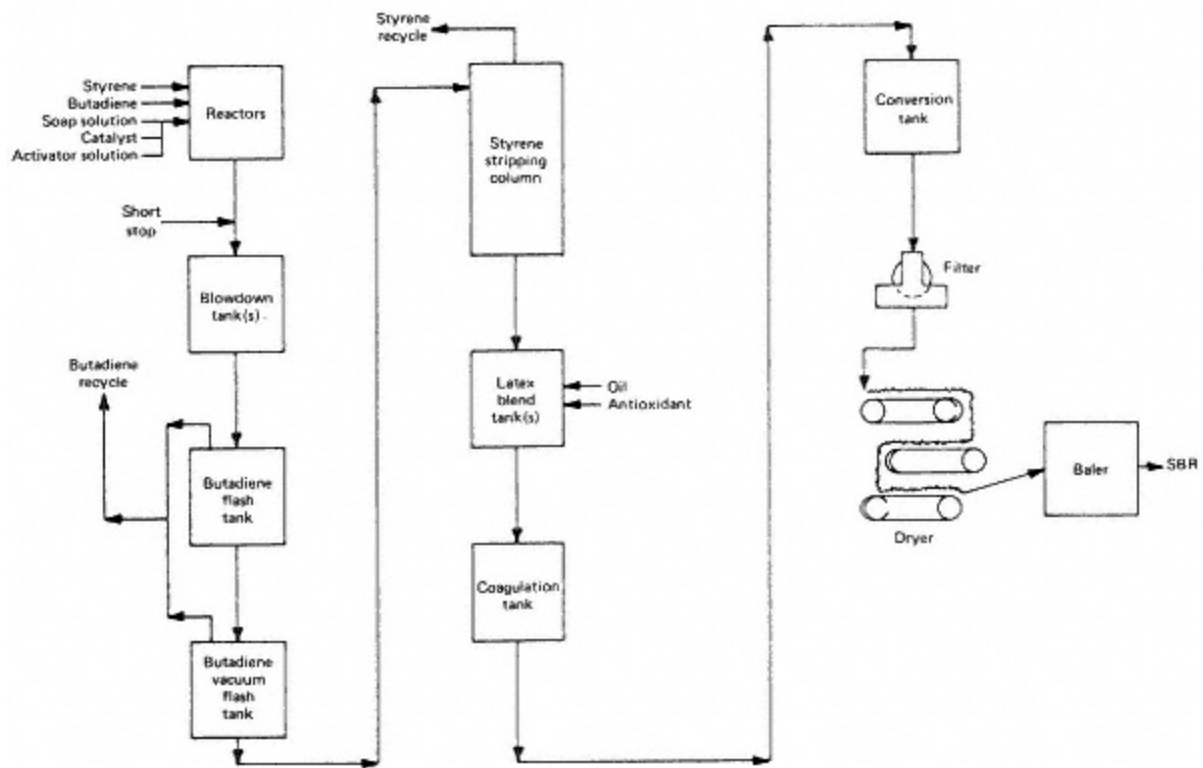 Styrene
Butadiene
Soap solution
Catalyst
Activator solution
Reactors
Short
stop
Blowdown
tank(s)
Butadiene
recycle
Butadiene
flash
tank
Butadiene
vacuum
flash
tank
Styrene
recycle
Styrene
stripping
column
Latex
blend
tank(s)
Oil
Antioxidant
Coagulation
tank
Conversion
tank
Filter
Dryer
Baler
SBR